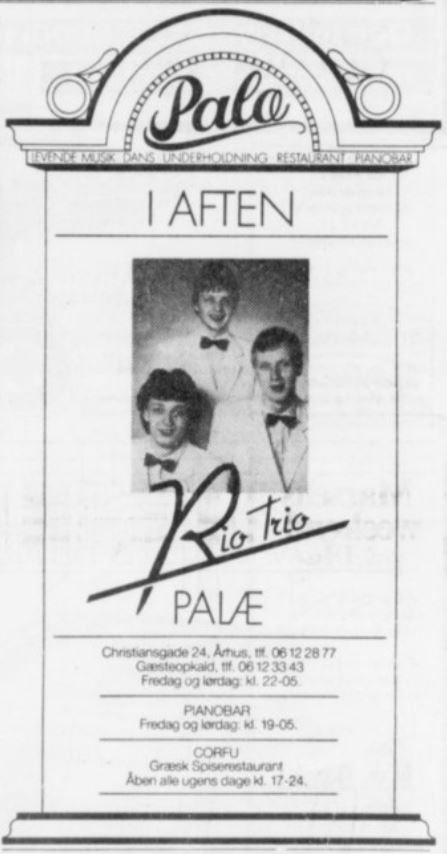 Palæ
LEVENDE MUSIK DANS UNDERHOLDNING RESTAURANT PIANOBAR
I AFTEN
Rio Trio
PALÆ
Christiansgade 24, Århus, tlf. 06 12 28 77
Gæsteopkald, tlf. 06 12 33 43
Fredag og lørdag: kl. 22-05.
PIANOBAR
Fredag og lørdag: kl. 19-05.
CORFU
Græsk Spiserestaurant
Åben alle ugens dage kl. 17-24.